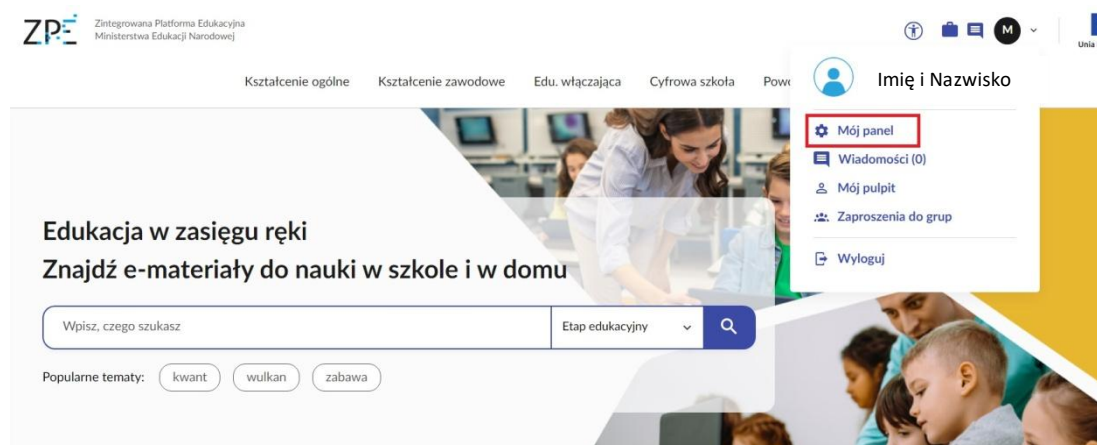 ZPE
Zintegrowana Platforma Edukacyjna
Ministerstwa Edukacji Narodowej
M
Unia
Kształcenie ogólne Kształcenie zawodowe Edu. włączająca Cyfrowa szkoła
Imię i Nazwisko
Mój panel
Wiadomości (0)
Mój pulpit
Zaproszenia do grup
Wyloguj
Edukacja w zasięgu ręki
Znajdź e-materiały do nauki w szkole i w domu
Wpisz, czego szukasz
Etap edukacyjny
Popularne tematy: kwant wulkan zabawa